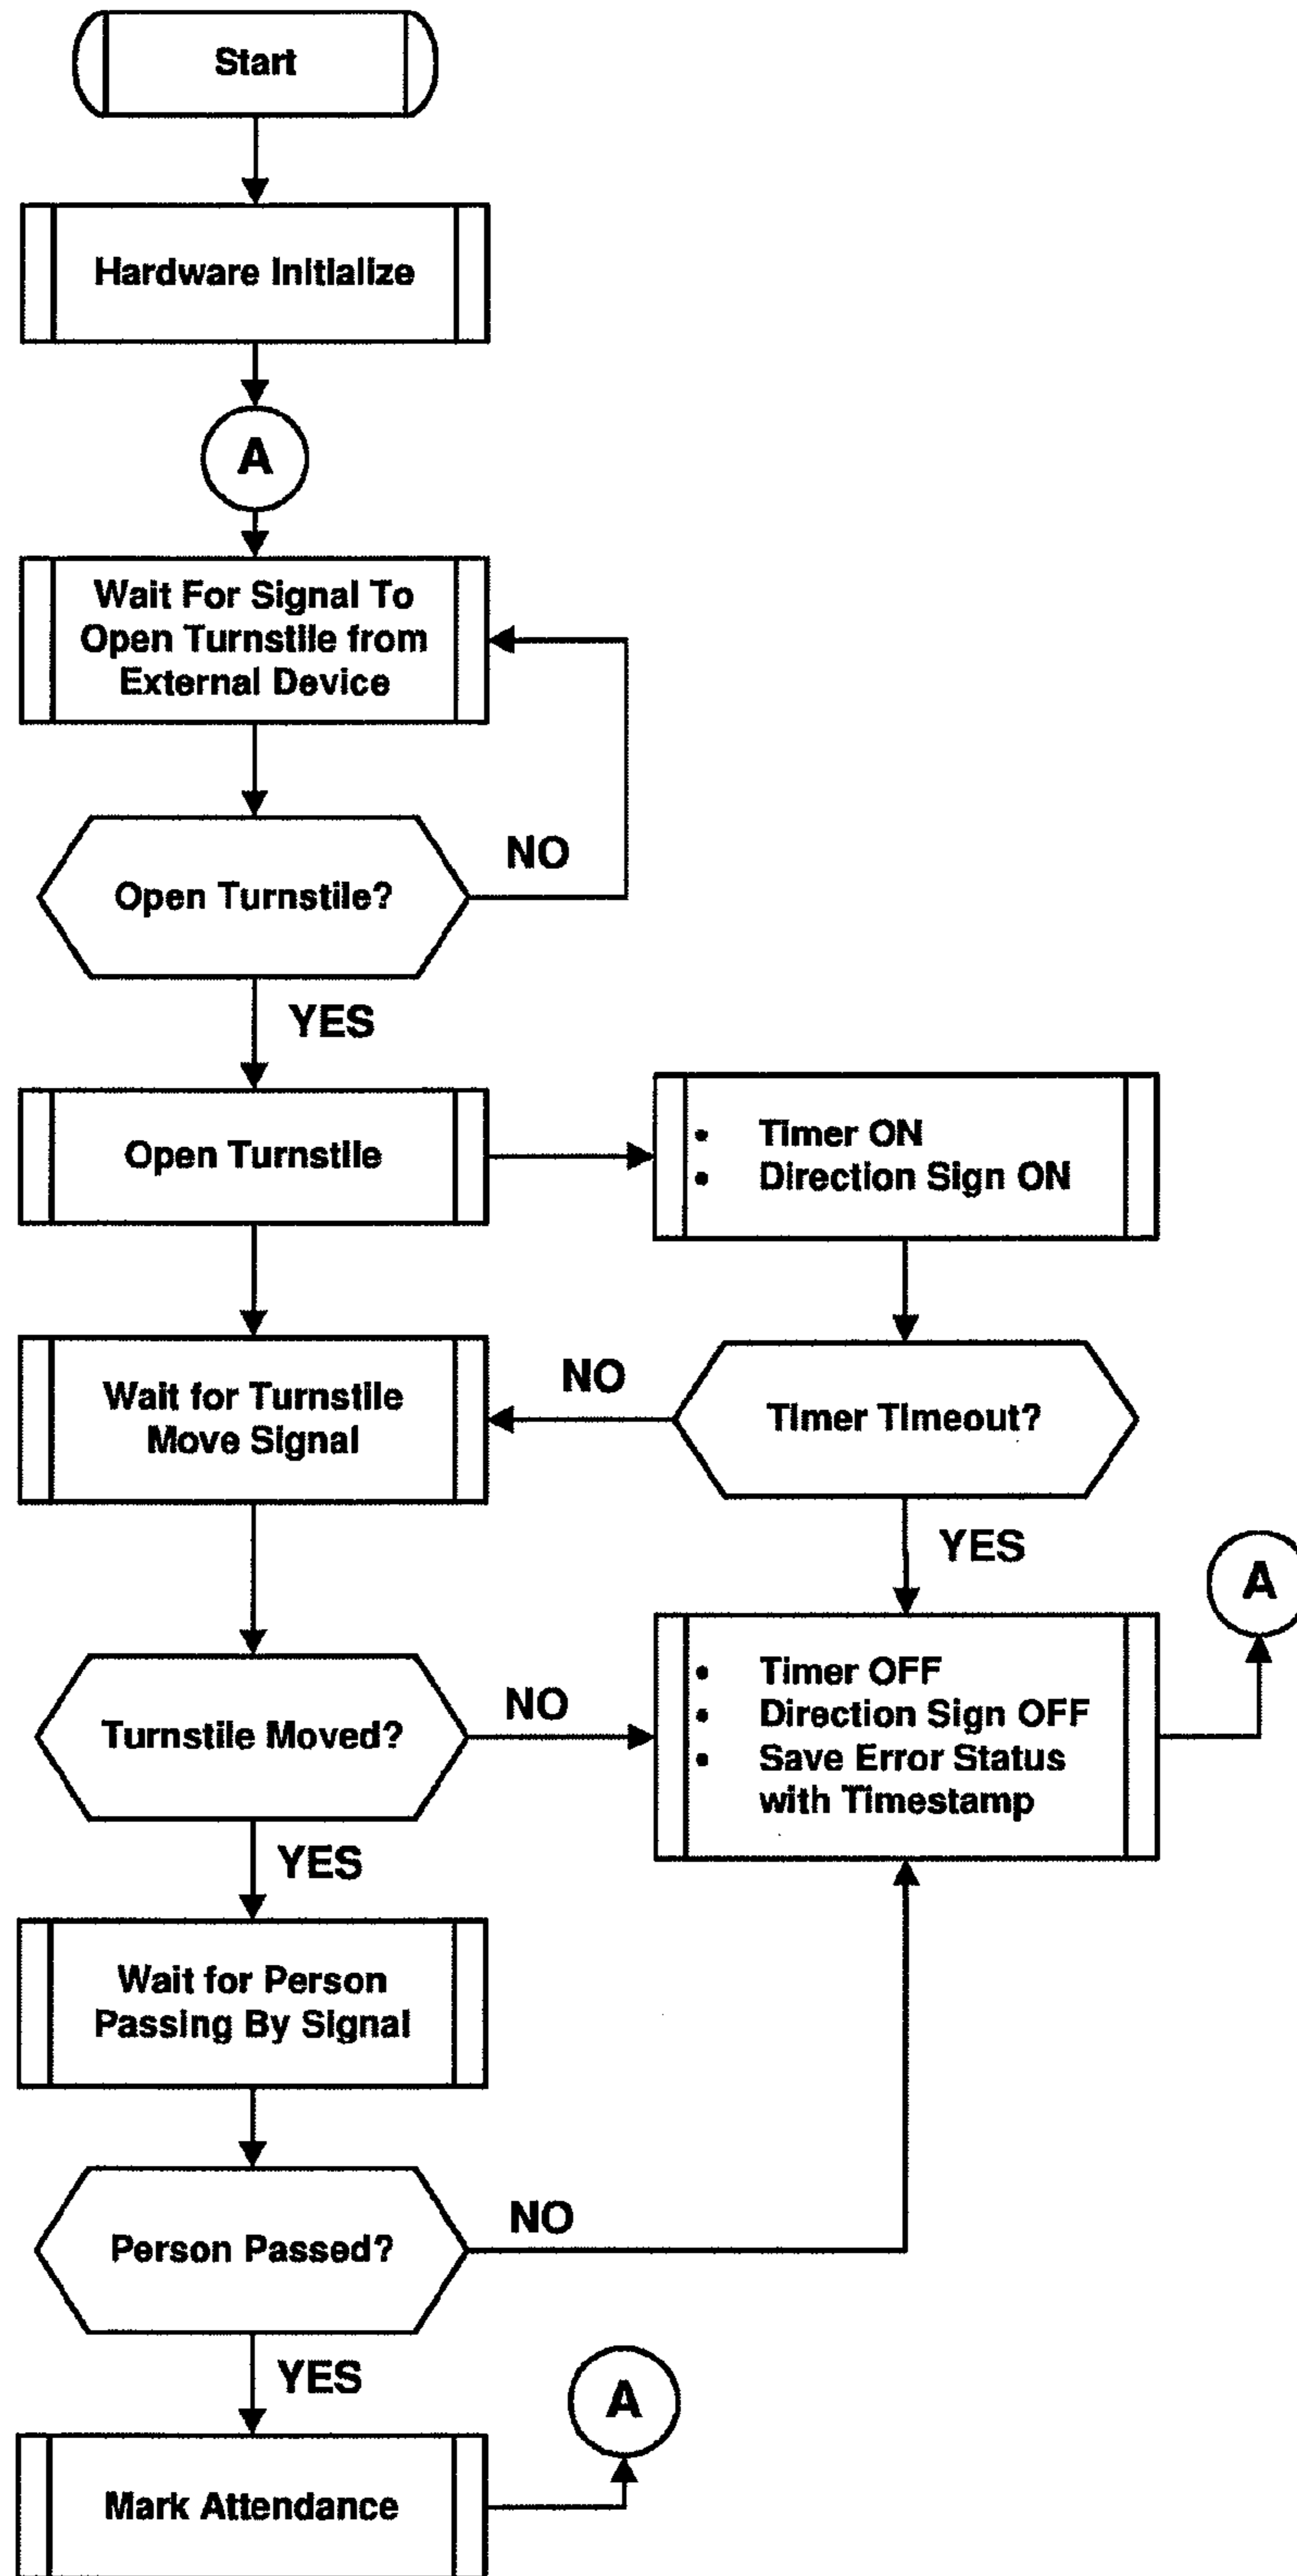 Start
Hardware Initialize
A
Wait For Signal To
Open Turnstile from
External Device
NO
Open Turnstile?
YES
Open Turnstile
• Timer ON
• Direction Sign ON
Wait for Turnstile
Move Signal
NO
Timer Timeout?
YES
A
Turnstile Moved?
NO
• Timer OFF
• Direction Sign OFF
• Save Error Status
with Timestamp
YES
Wait for Person
Passing By Signal
Person Passed?
NO
YES
A
Mark Attendance